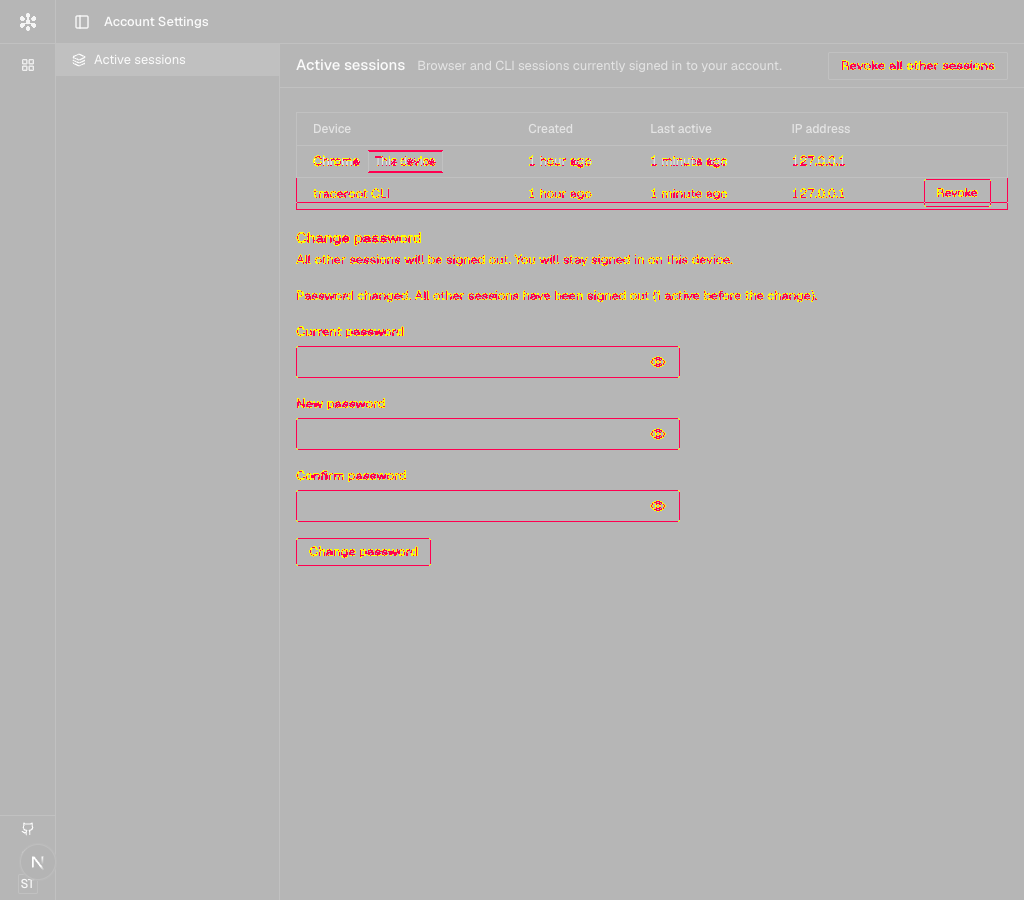 Account Settings
Active sessions
Active sessions Browser and CLI sessions currently signed in to your account. Revoke all other sessions
Device Created Last active IP address
Chrome This device 1 hour ago 1 minute ago 127.0.0.1
CLI 1 hour ago 1 minute ago 127.0.0.1 Revoke
Change password
All other sessions will be signed out. You will stay signed in on this device.
Password changed. All other sessions have been signed out (1 active before the change).
Current password
New password
Confirm password
Change password
N